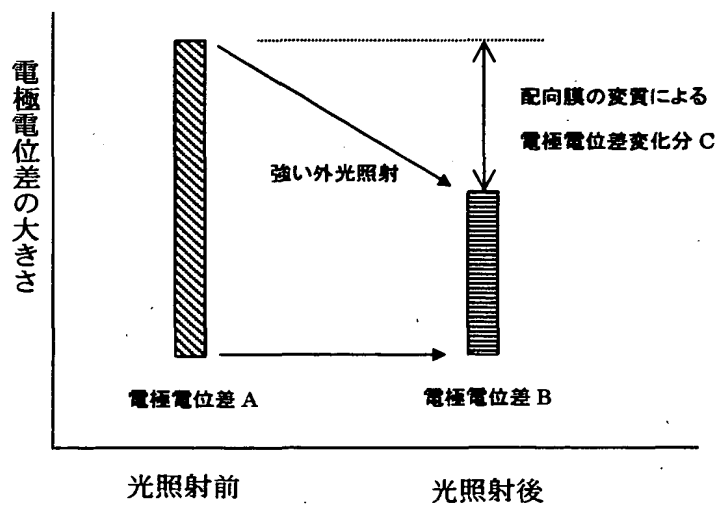 電極電位差の大きさ
配向膜の変質による
電極電位差変化分 C
強い外光照射
電極電位差 A
電極電位差 B
光照射前
光照射後